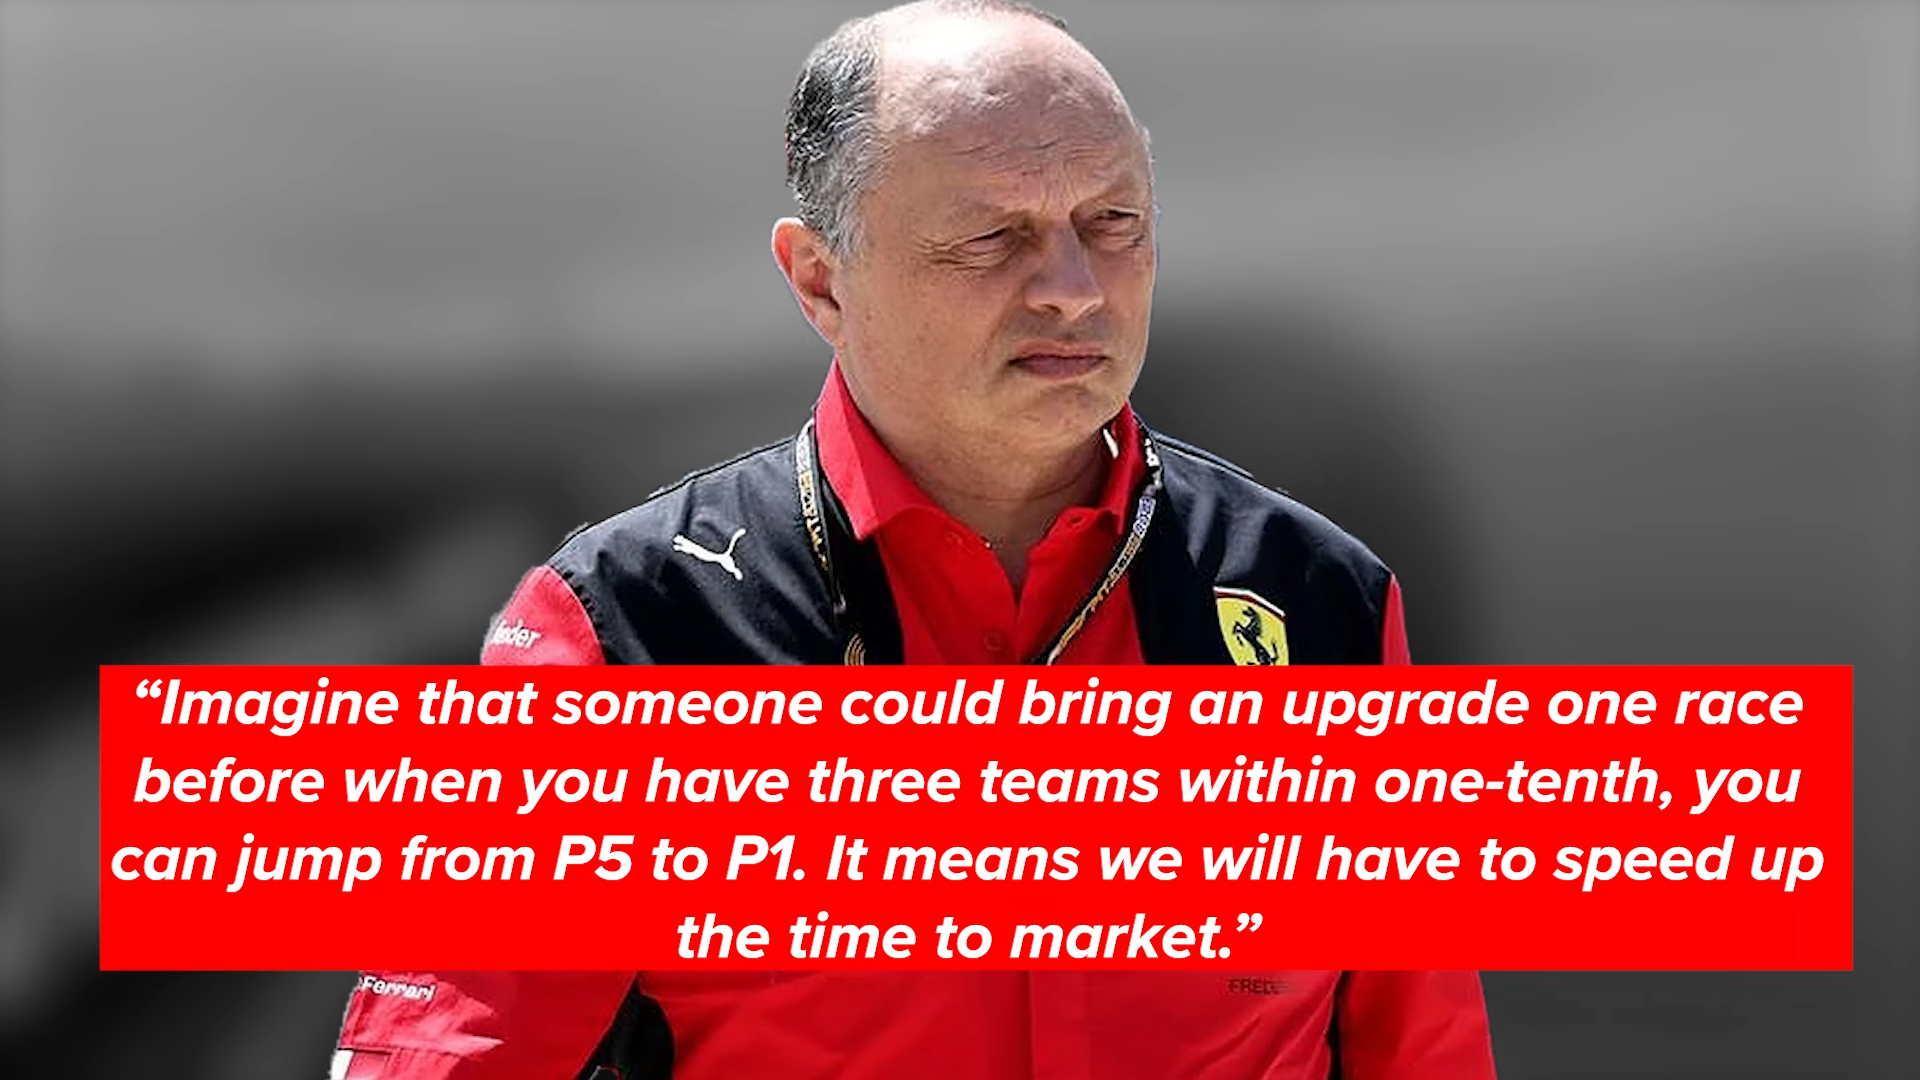 “Imagine that someone could bring an upgrade one race
before when you have three teams within one-tenth, you
can jump from P5 to P1. It means we will have to speed up
the time to market.”
Ferrari